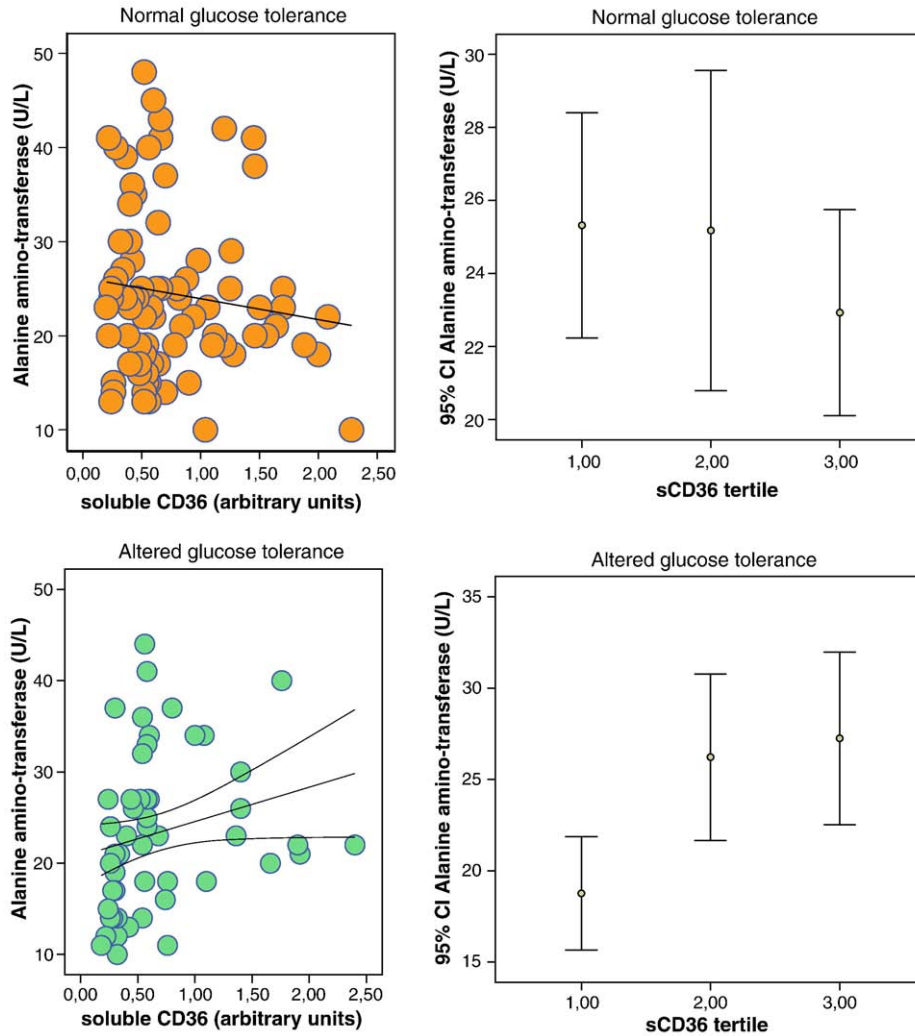 Normal glucose tolerance
Alanine amino-transferase (U/L)
50
40
30
20
10
0,00 0,50 1,00 1,50 2,00 2,50
soluble CD36 (arbitrary units)
Normal glucose tolerance
95% CI Alanine amino-transferase (U/L)
30
28
26
24
22
20
1,00 2,00 3,00
sCD36 tertile
Altered glucose tolerance
Alanine amino-transferase (U/L)
50
40
30
20
10
0,00 0,50 1,00 1,50 2,00 2,50
soluble CD36 (arbitrary units)
Altered glucose tolerance
95% CI Alanine amino-transferase (U/L)
35
30
25
20
15
1,00 2,00 3,00
sCD36 tertile